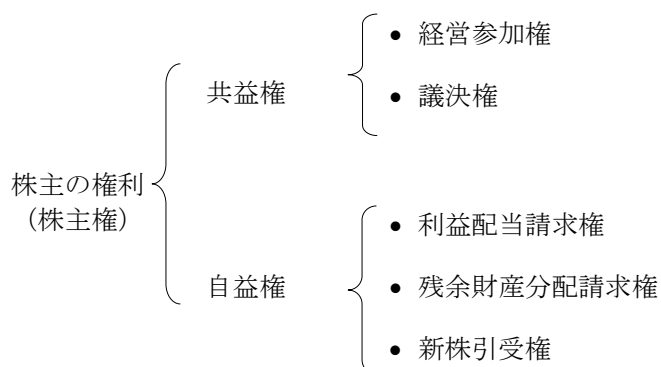 株主の権利
(株主権)
共益権
• 経営参加権
• 議決権
自益権
• 利益配当請求権
• 残余財産分配請求権
• 新株引受権